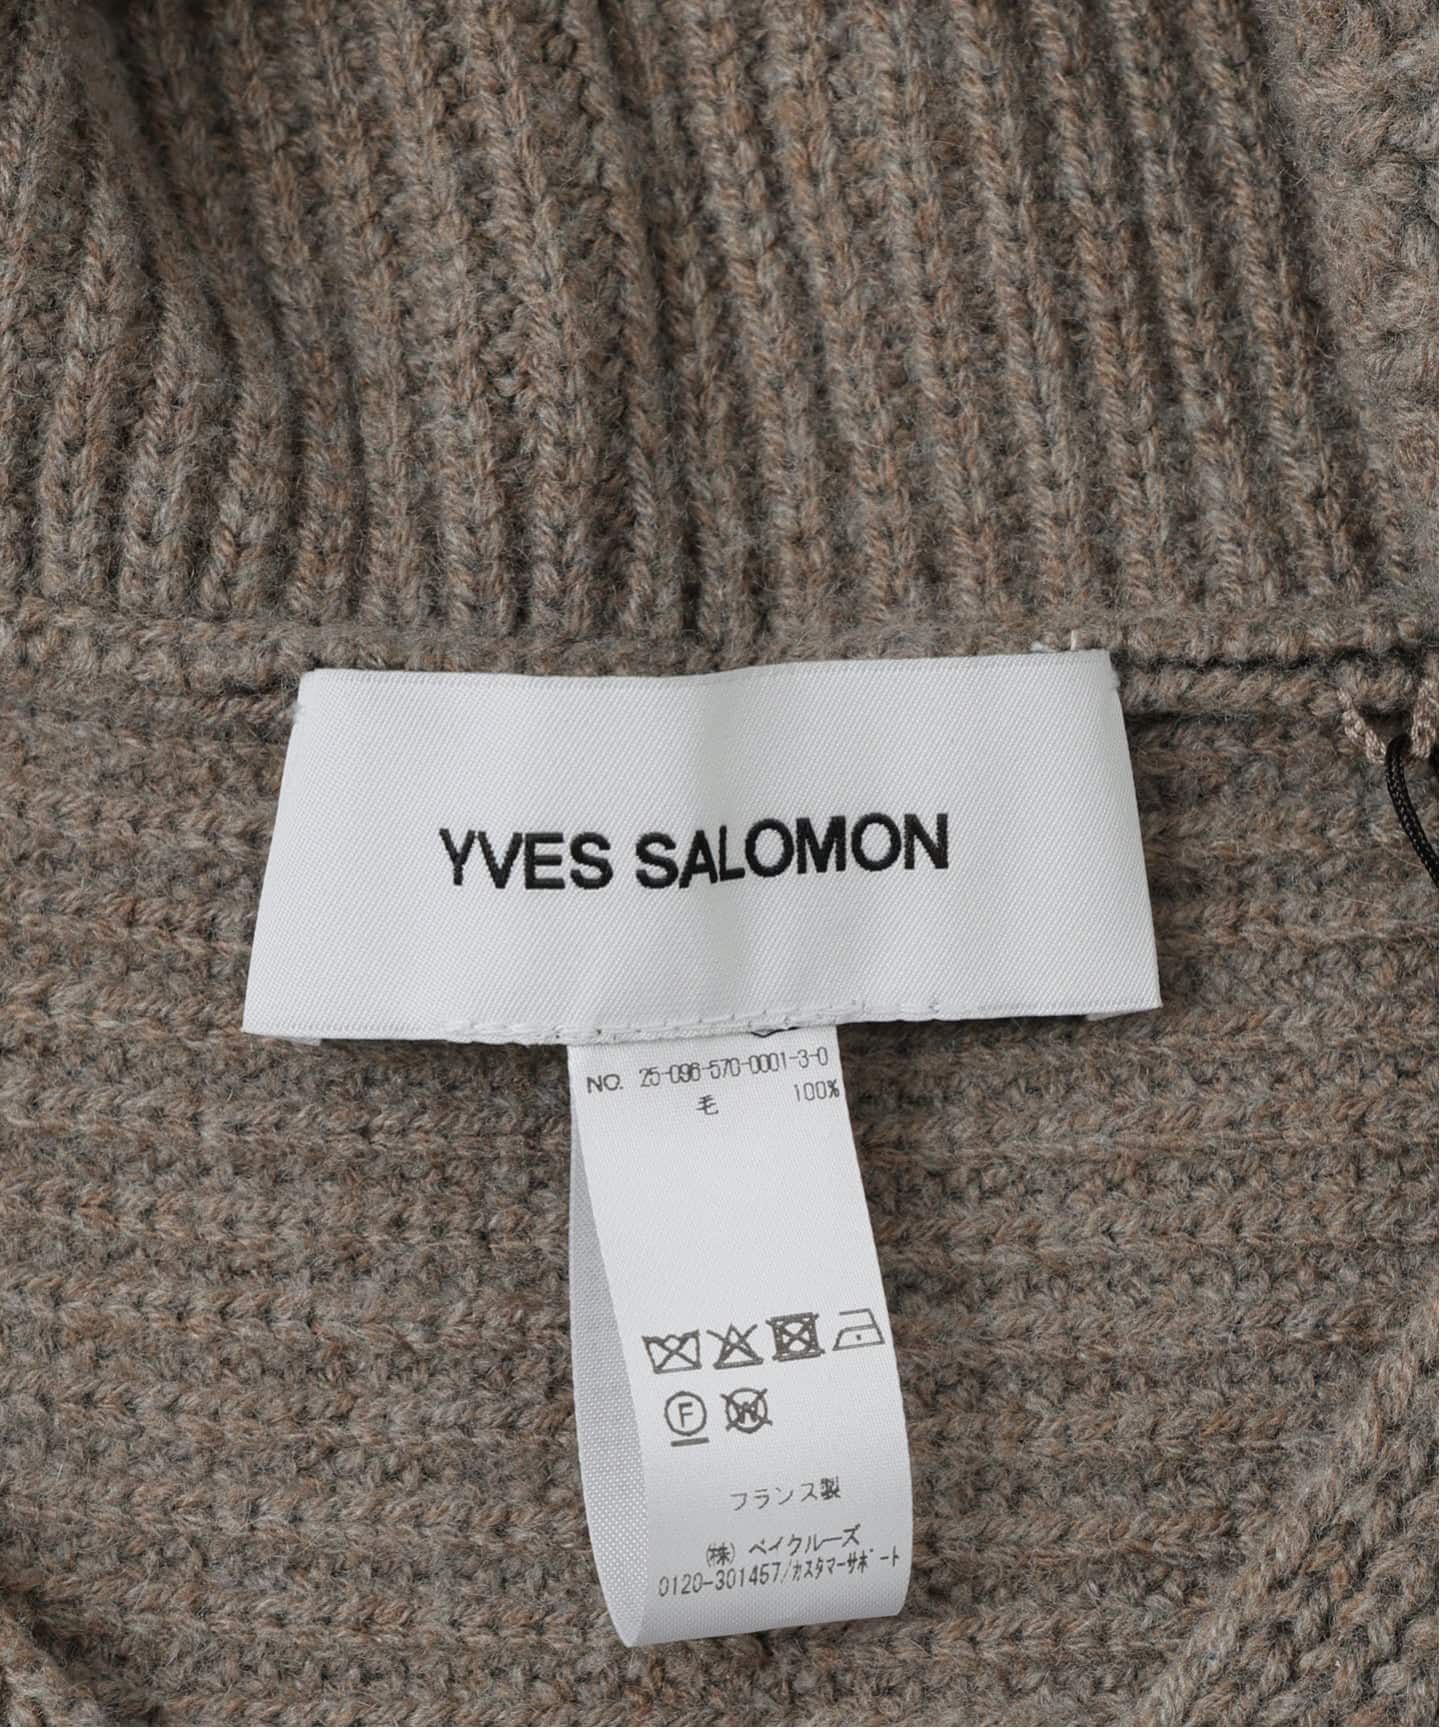 YVES SALOMON
NO. 25-096-570-0001-3-0
毛 100%
F
W
フランス製
㈱ ベイクルーズ
0120-301457/カスタマーサポート